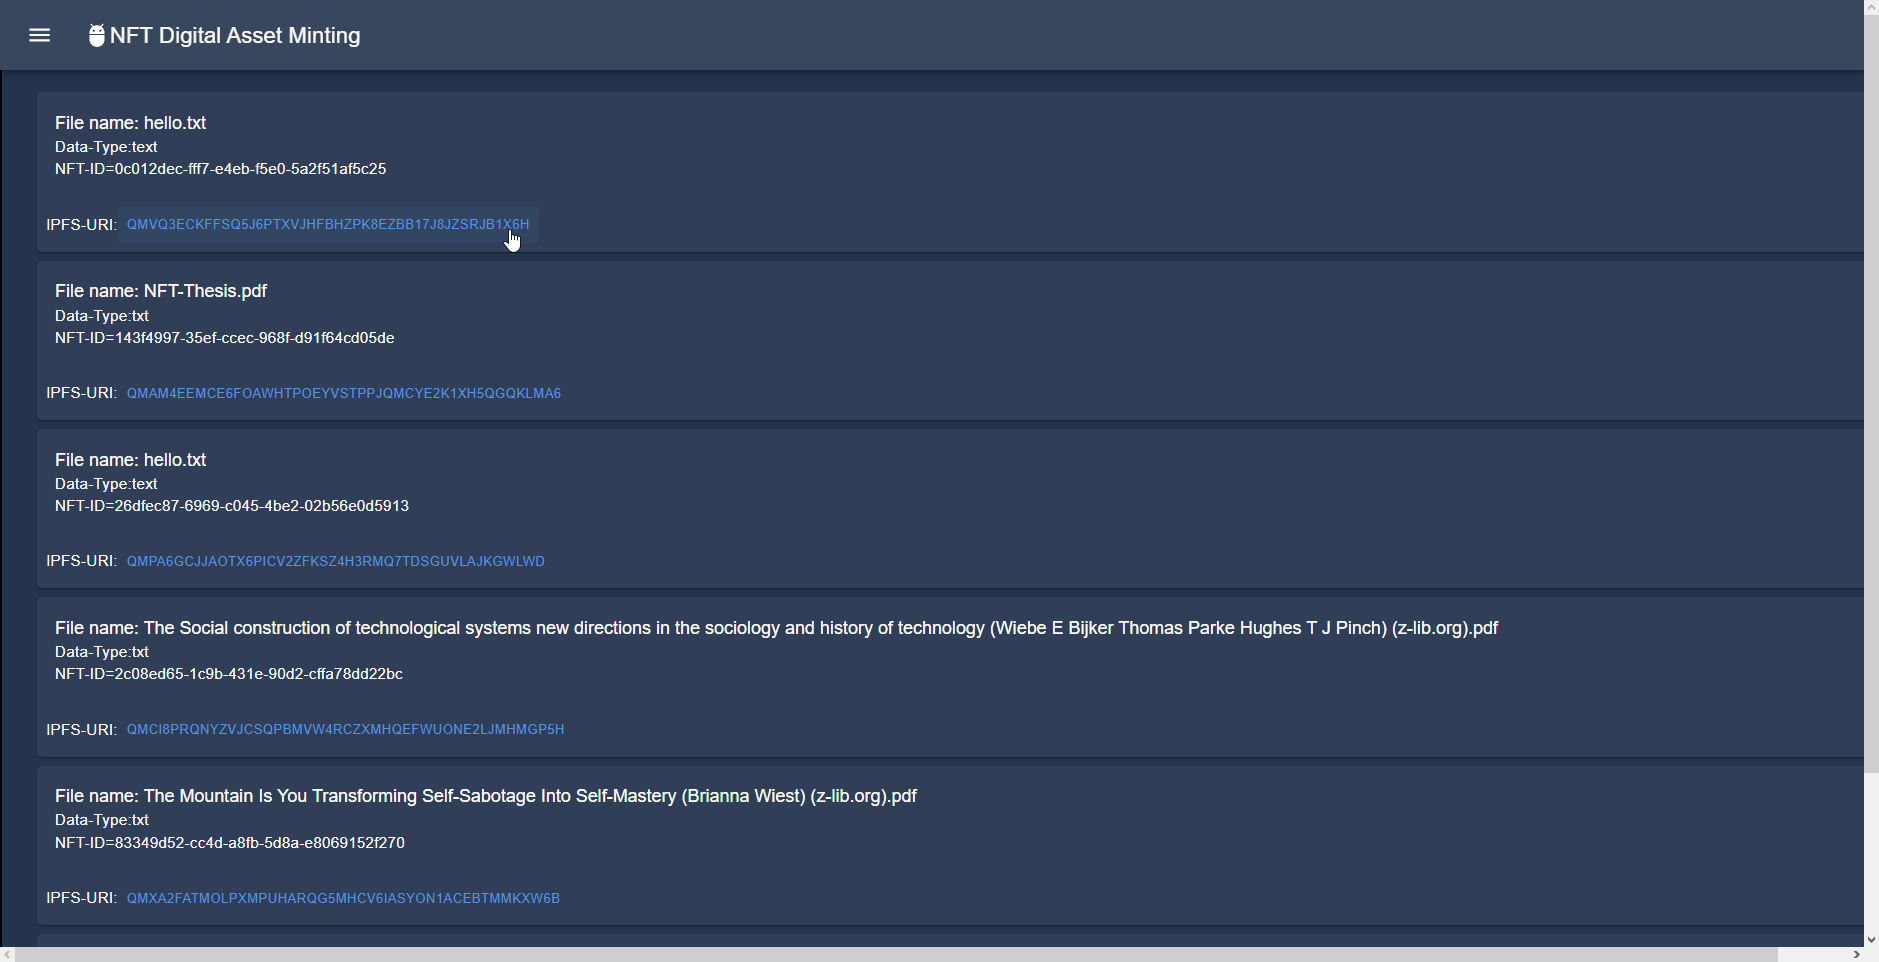 NFT Digital Asset Minting
File name: hello.txt
Data-Type:text
NFT-ID=0c012dec-fff7-e4eb-f5e0-5a2f51af5c25
IPFS-URI: QMVQ3ECKFFSQ5J6PTXVJHFBHZPK8EZBB17J8JZSRJB1X6H
File name: NFT-Thesis.pdf
Data-Type:txt
NFT-ID=143f4997-35ef-ccec-968f-d91f64cd05de
IPFS-URI: QMAM4EEMCE6FOAWHTPOEYVSTPPJQMCYE2K1XH5QGQKLMA6
File name: hello.txt
Data-Type:text
NFT-ID=26dfec87-6969-c045-4be2-02b56e0d5913
IPFS-URI: QMPA6GCJJAOTX6PICV2ZFKSZ4H3RMQ7TDSGUVLAJKGWLWD
File name: The Social construction of technological systems new directions in the sociology and history of technology (Wiebe E Bijker Thomas Parke Hughes T J Pinch) (z-lib.org).pdf
Data-Type:txt
NFT-ID=2c08ed65-1c9b-431e-90d2-cffa78dd22bc
IPFS-URI: QMCI8PRQNYZVJCSQPBMVW4RCZXMHQEFWUONE2LJMHMGP5H
File name: The Mountain Is You Transforming Self-Sabotage Into Self-Mastery (Brianna Wiest) (z-lib.org).pdf
Data-Type:txt
NFT-ID=83349d52-cc4d-a8fb-5d8a-e8069152f270
IPFS-URI: QMXA2FATMOLPXMPUHARQG5MHCV6IASYON1ACEBTMMKXW6B